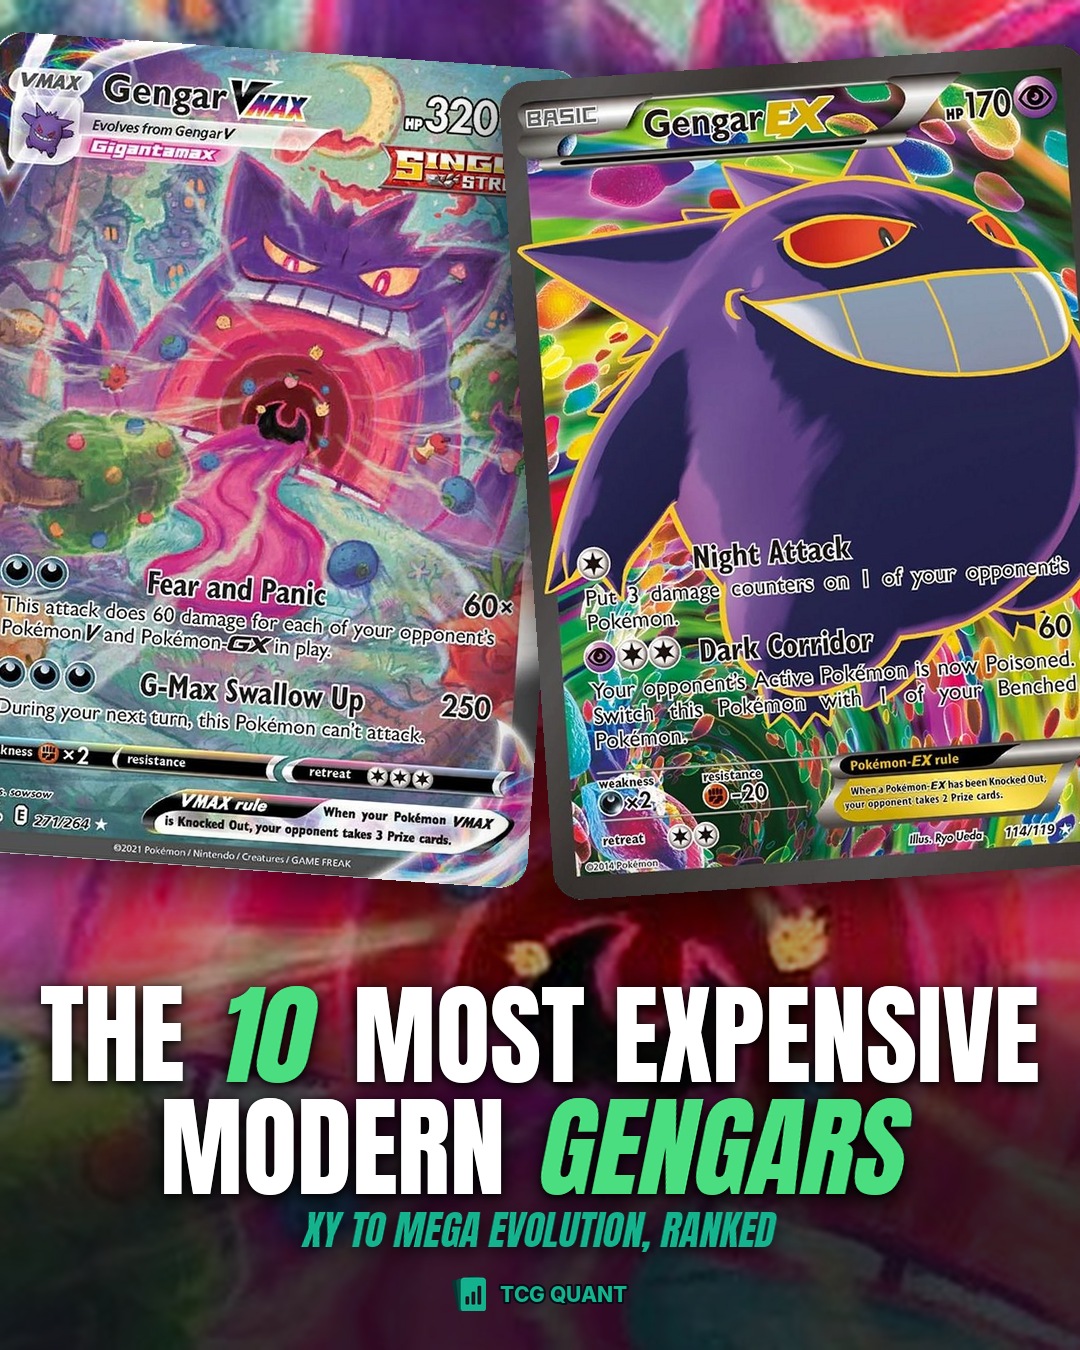 VMAX
Gengar VMAX
HP 320
Evolves from Gengar V
Gigantamax
Fear and Panic
60×
This attack does 60 damage for each of your opponent's
Pokémon V and Pokémon-GX in play.
G-Max Swallow Up
250
During your next turn, this Pokémon can't attack.
×2
resistance
retreat
sowsow
E 271/264 ★
VMAX rule
When your Pokémon VMAX
is Knocked Out, your opponent takes 3 Prize cards.
©2021 Pokémon / Nintendo / Creatures / GAME FREAK
BASIC
Gengar EX
HP 170
Night Attack
Put 3 damage counters on 1 of your opponent's
Pokémon.
Dark Corridor
60
Your opponent's Active Pokémon is now Poisoned.
Switch this Pokémon with 1 of your Benched
Pokémon.
weakness
×2
resistance
-20
retreat
Pokémon-EX rule
When a Pokémon-EX has been Knocked Out,
your opponent takes 2 Prize cards.
Illus. Ryo Ueda
114/119
©2014 Pokémon
THE 10 MOST EXPENSIVE
MODERN GENGARS
XY TO MEGA EVOLUTION, RANKED
TCG QUANT